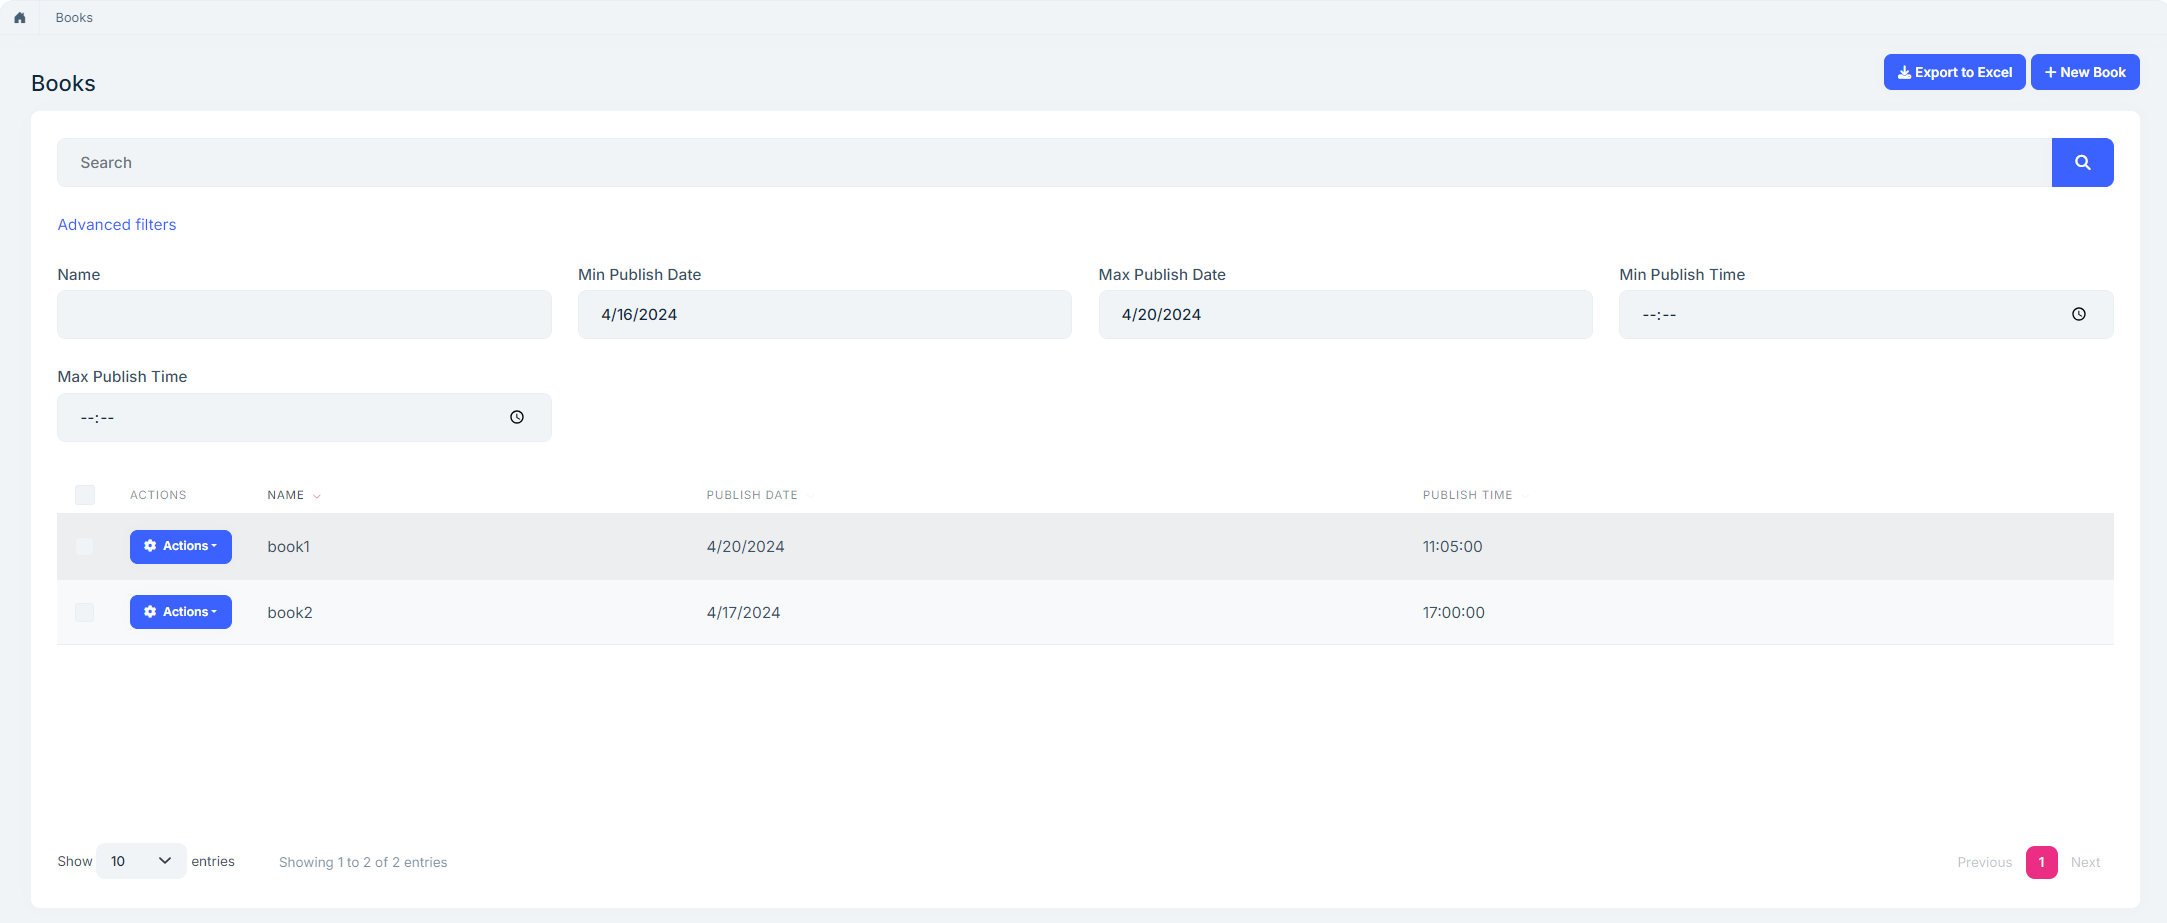 Books
Books
Export to Excel
New Book
Search
Advanced filters
Name
Min Publish Date
Max Publish Date
Min Publish Time
4/16/2024
4/20/2024
--:--
Max Publish Time
--:--
ACTIONS NAME PUBLISH DATE PUBLISH TIME
Actions book1 4/20/2024 11:05:00
Actions book2 4/17/2024 17:00:00
Show 10 entries Showing 1 to 2 of 2 entries Previous 1 Next